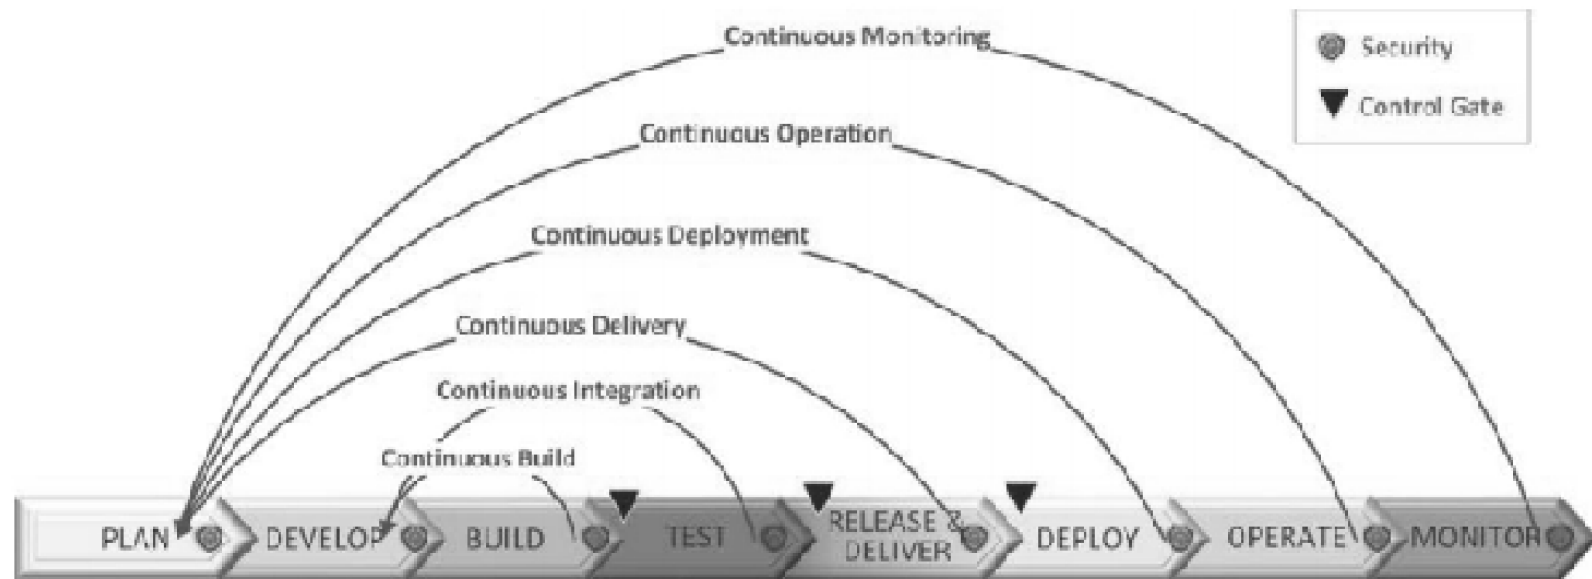 Continuous Monitoring
Security
Control Gate
Continuous Operation
Continuous Deployment
Continuous Delivery
Continuous Integration
Continuous Build
PLAN
DEVELOP
BUILD
TEST
RELEASE &
DELIVER
DEPLOY
OPERATE
MONITOR